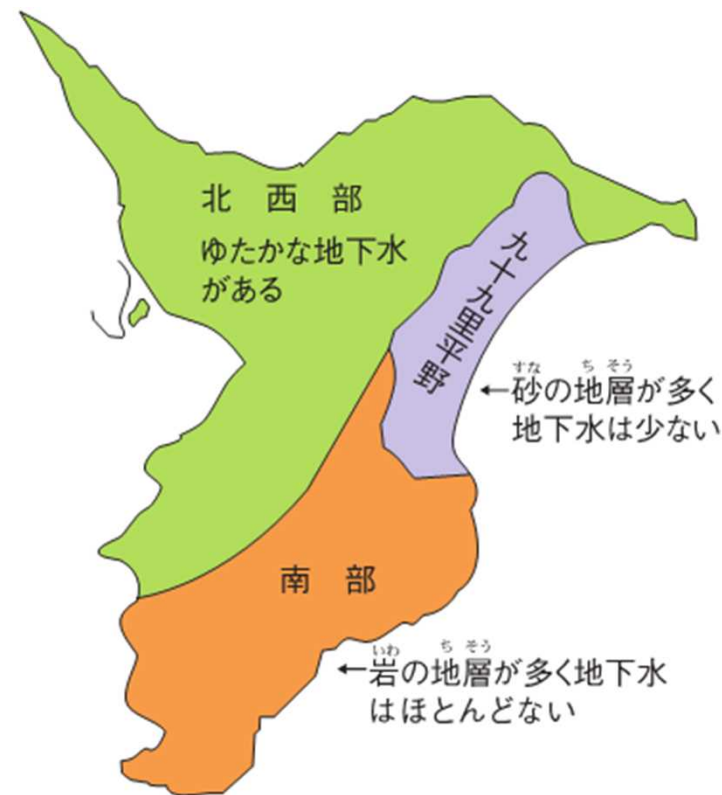 北西部
ゆたかな地下水
がある
九十九里平野
すな ち そう
←砂の地層が多く
地下水は少ない
南部
いわ ち そう
←岩の地層が多く地下水
はほとんどない